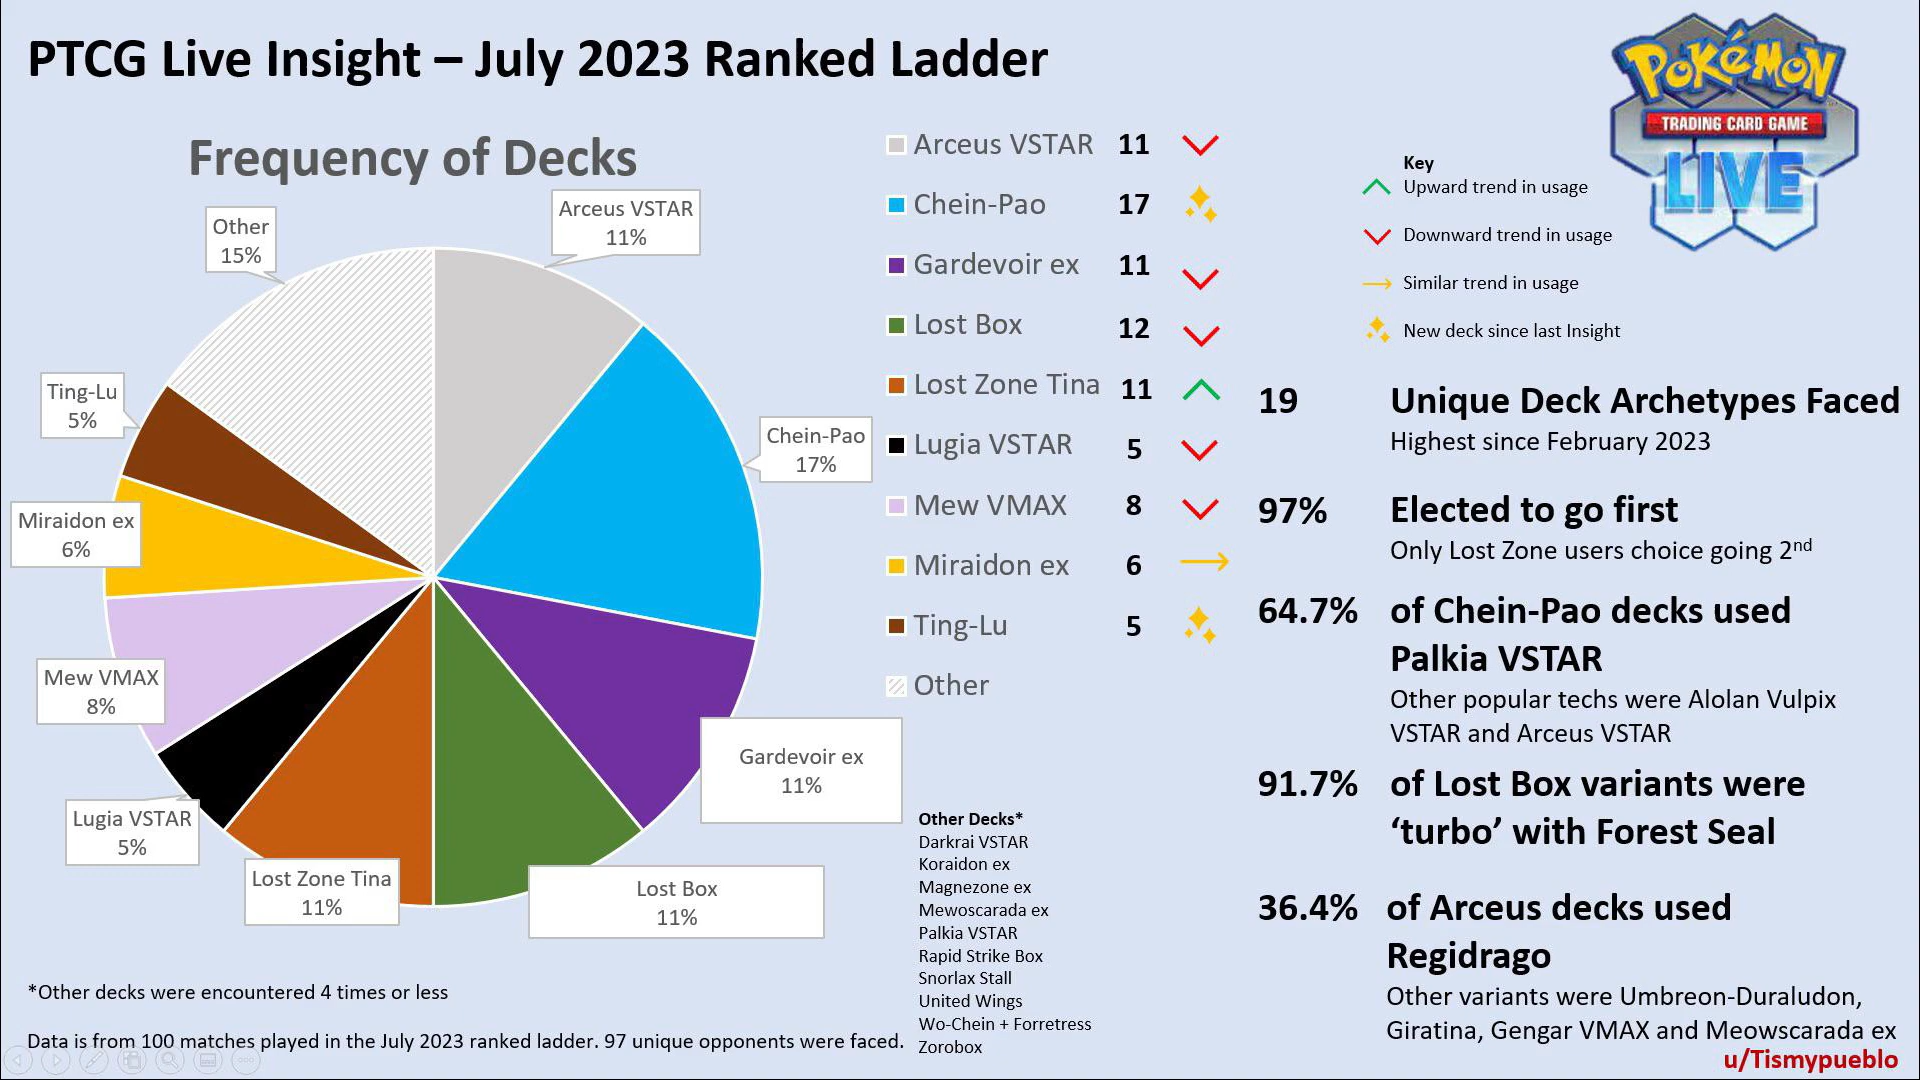 PTCG Live Insight – July 2023 Ranked Ladder
POKéMON
TRADING CARD GAME
LIVE
Frequency of Decks
Arceus VSTAR
11%
Chein-Pao
17%
Gardevoir ex
11%
Lost Box
11%
Lost Zone Tina
11%
Lugia VSTAR
5%
Mew VMAX
8%
Miraidon ex
6%
Ting-Lu
5%
Other
15%
Arceus VSTAR 11
Chein-Pao 17
Gardevoir ex 11
Lost Box 12
Lost Zone Tina 11
Lugia VSTAR 5
Mew VMAX 8
Miraidon ex 6
Ting-Lu 5
Other
Key
Upward trend in usage
Downward trend in usage
Similar trend in usage
New deck since last Insight
19 Unique Deck Archetypes Faced
Highest since February 2023
97% Elected to go first
Only Lost Zone users choice going 2nd
64.7% of Chein-Pao decks used
Palkia VSTAR
Other popular techs were Alolan Vulpix
VSTAR and Arceus VSTAR
91.7% of Lost Box variants were
‘turbo’ with Forest Seal
36.4% of Arceus decks used
Regidrago
Other variants were Umbreon-Duraludon,
Giratina, Gengar VMAX and Meowscarada ex
Other Decks*
Darkrai VSTAR
Koraidon ex
Magnezone ex
Mewoscarada ex
Palkia VSTAR
Rapid Strike Box
Snorlax Stall
United Wings
Wo-Chein + Forretress
Zorobox
*Other decks were encountered 4 times or less
Data is from 100 matches played in the July 2023 ranked ladder. 97 unique opponents were faced.
u/Tismypueblo